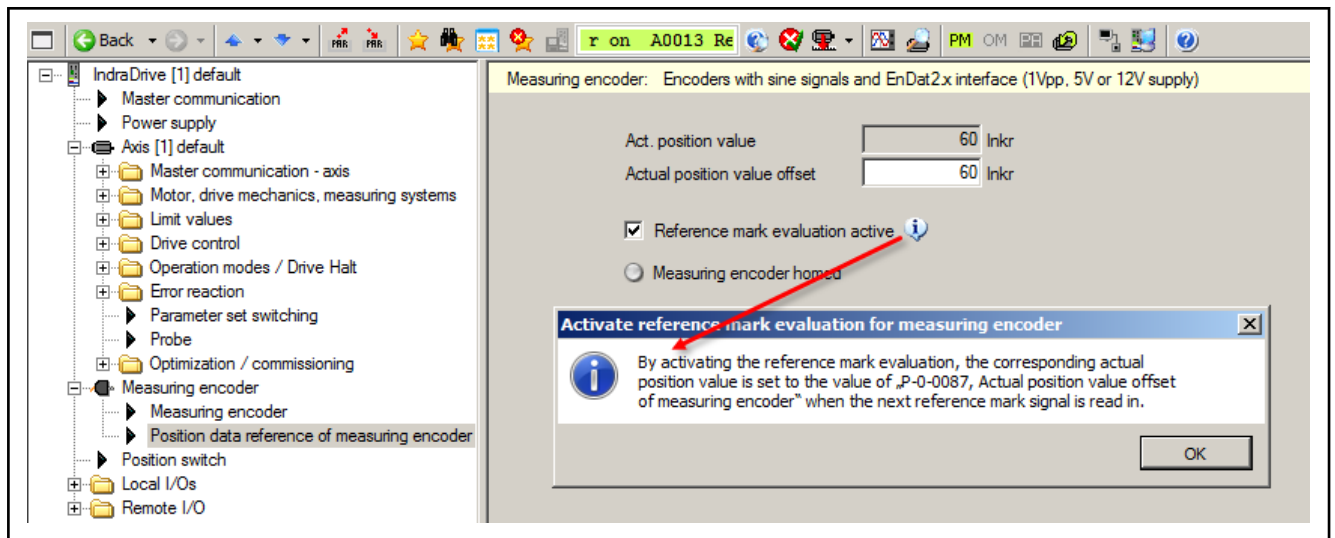 Back
PAR
PAR
r on A0013 Re
PM
OM
IndraDrive [1] default
Master communication
Power supply
Axis [1] default
Master communication - axis
Motor, drive mechanics, measuring systems
Limit values
Drive control
Operation modes / Drive Halt
Error reaction
Parameter set switching
Probe
Optimization / commissioning
Measuring encoder
Measuring encoder
Position data reference of measuring encoder
Position switch
Local I/Os
Remote I/O
Measuring encoder: Encoders with sine signals and EnDat2.x interface (1Vpp, 5V or 12V supply)
Act. position value 60 Inkr
Actual position value offset 60 Inkr
Reference mark evaluation active
Measuring encoder homed
Activate reference mark evaluation for measuring encoder
By activating the reference mark evaluation, the corresponding actual
position value is set to the value of „P-0-0087, Actual position value offset
of measuring encoder“ when the next reference mark signal is read in.
OK